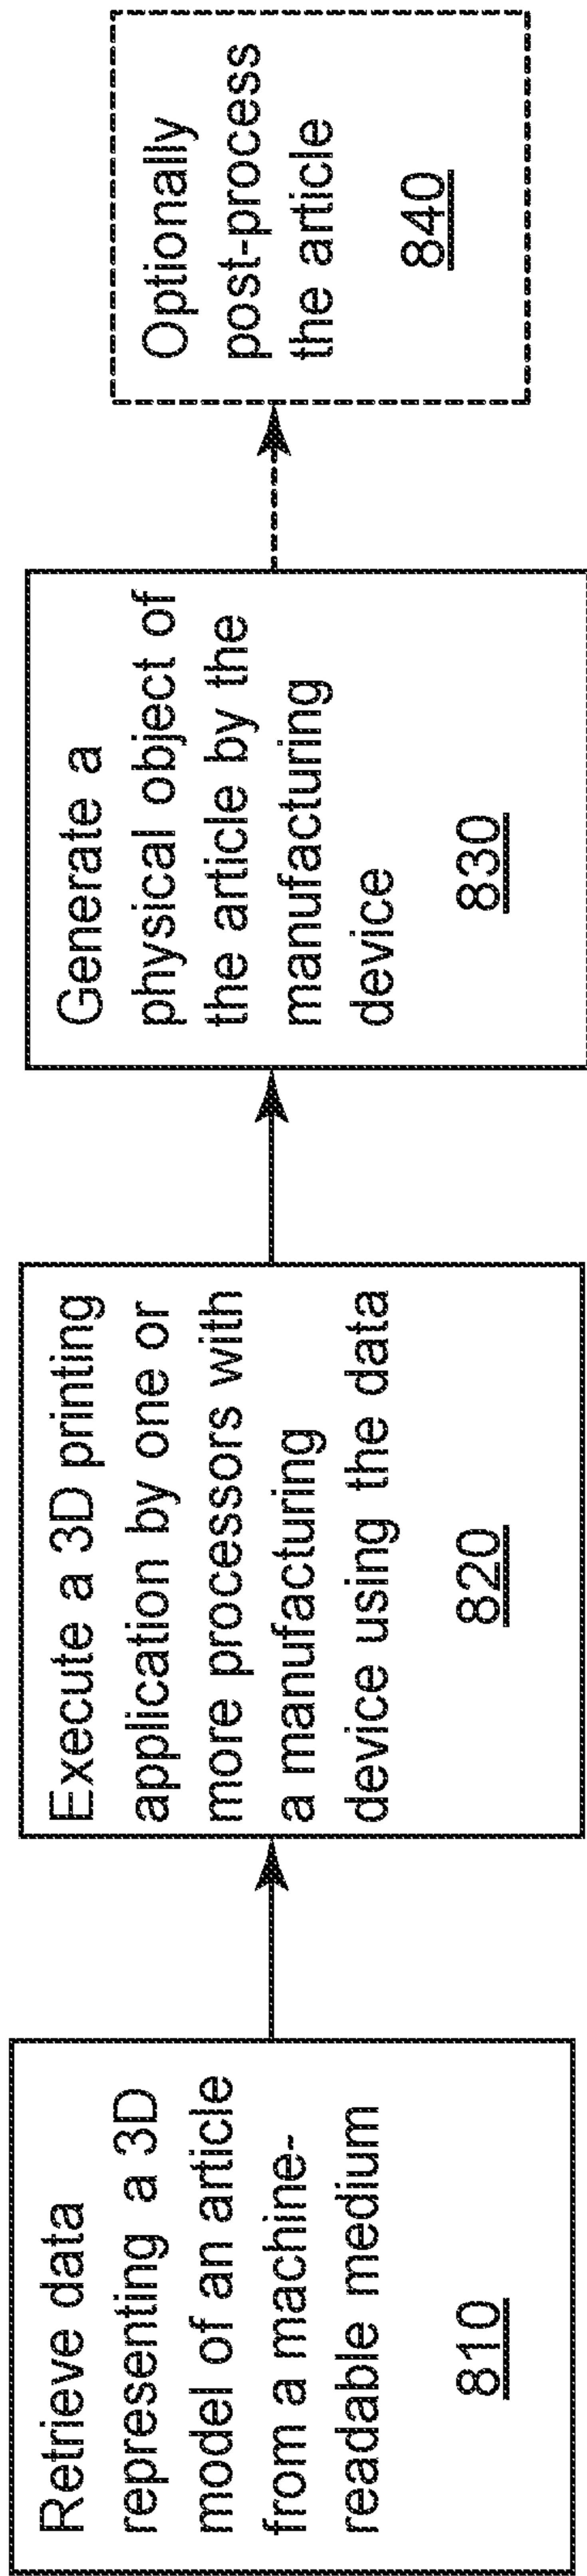 Retrieve data
representing a 3D
model of an article
from a machine-
readable medium
810
Execute a 3D printing
application by one or
more processors with
a manufacturing
device using the data
820
Generate a
physical object of
the article by the
manufacturing
device
830
Optionally
post-process
the article
840